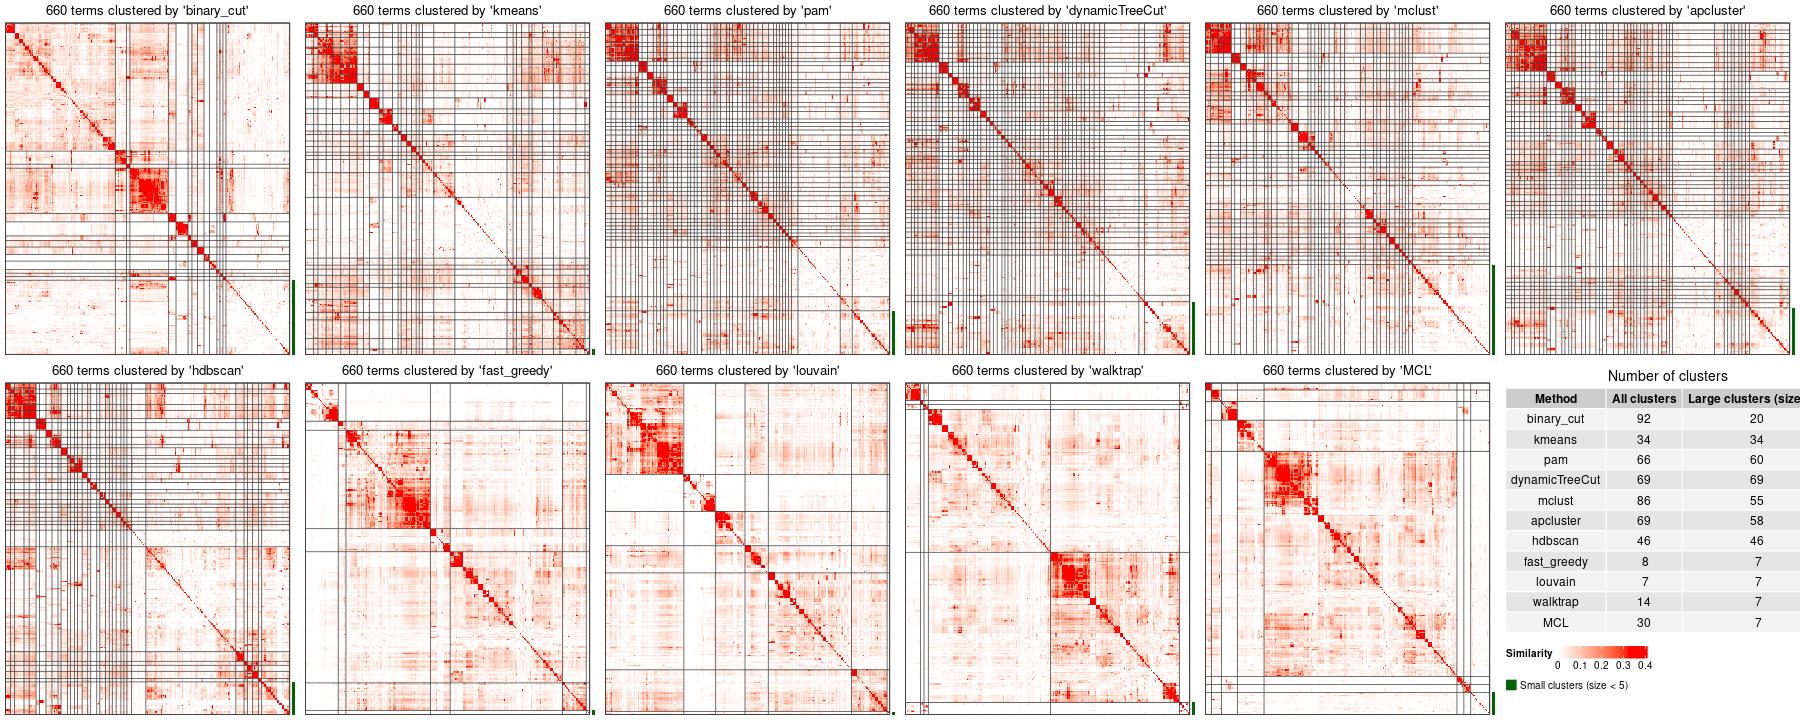 660 terms clustered by 'binary_cut'
660 terms clustered by 'kmeans'
660 terms clustered by 'pam'
660 terms clustered by 'dynamicTreeCut'
660 terms clustered by 'mclust'
660 terms clustered by 'apcluster'
660 terms clustered by 'hdbscan'
660 terms clustered by 'fast_greedy'
660 terms clustered by 'louvain'
660 terms clustered by 'walktrap'
660 terms clustered by 'MCL'
Number of clusters
Method All clusters Large clusters (size
binary_cut 92 20
kmeans 34 34
pam 66 60
dynamicTreeCut 69 69
mclust 86 55
apcluster 69 58
hdbscan 46 46
fast_greedy 8 7
louvain 7 7
walktrap 14 7
MCL 30 7
Similarity
0 0.1 0.2 0.3 0.4
Small clusters (size < 5)